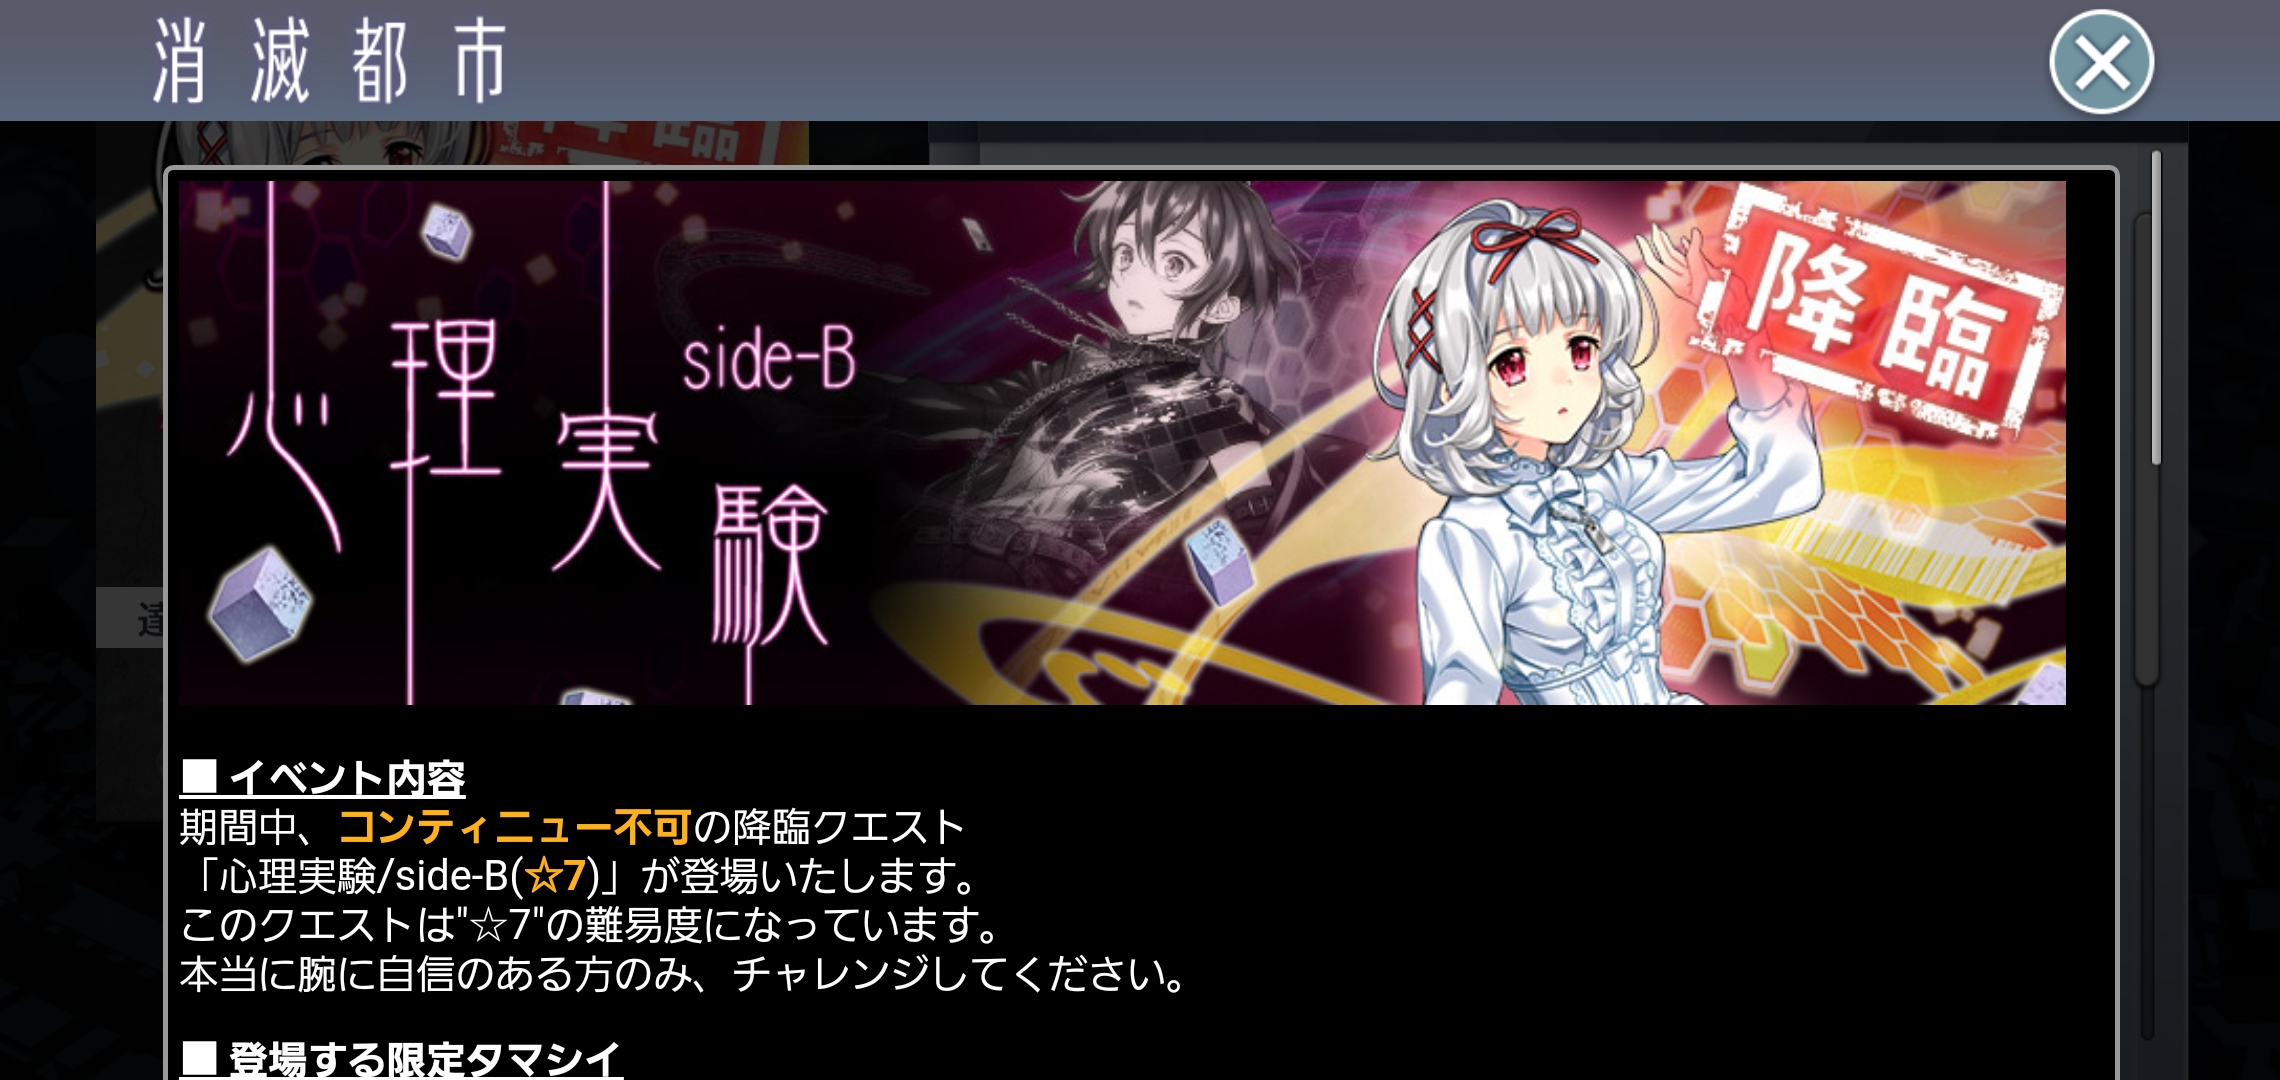 消滅都市
心理実験
side-B
降臨
■ イベント内容
期間中、コンティニュー不可の降臨クエスト
「心理実験/side-B(☆7)」が登場いたします。
このクエストは"☆7"の難易度になっています。
本当に腕に自信のある方のみ、チャレンジしてください。
■ 登場する限定タマシイ